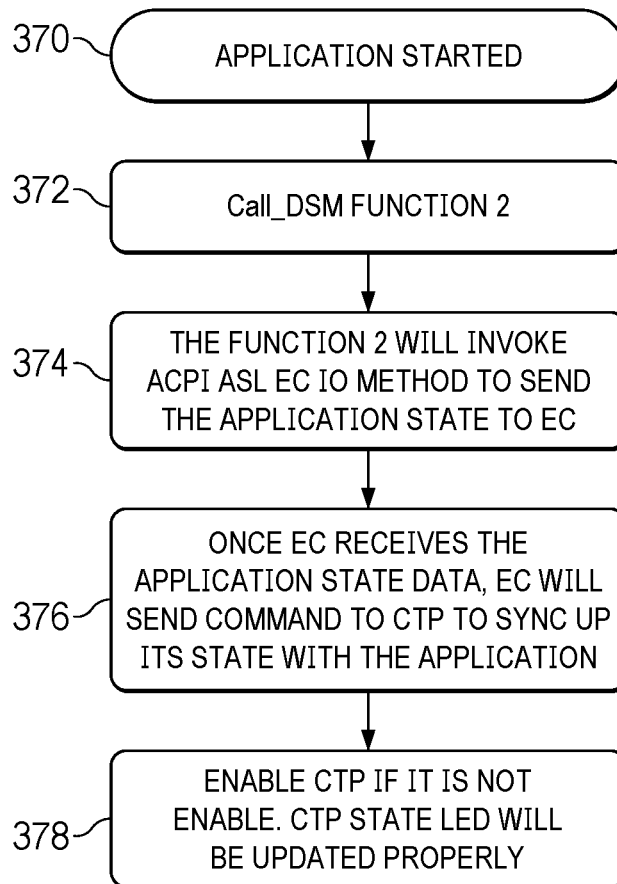 370
APPLICATION STARTED
372
Call_DSM FUNCTION 2
374
THE FUNCTION 2 WILL INVOKE
ACPI ASL EC IO METHOD TO SEND
THE APPLICATION STATE TO EC
376
ONCE EC RECEIVES THE
APPLICATION STATE DATA, EC WILL
SEND COMMAND TO CTP TO SYNC UP
ITS STATE WITH THE APPLICATION
378
ENABLE CTP IF IT IS NOT
ENABLE. CTP STATE LED WILL
BE UPDATED PROPERLY